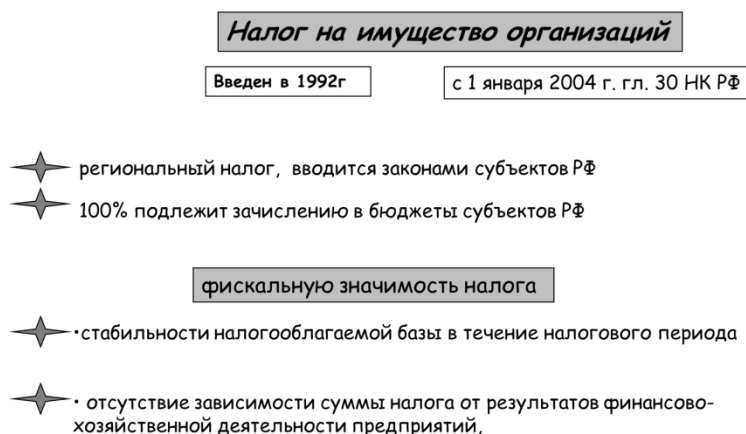 Налог на имущество организаций
Введен в 1992г
с 1 января 2004 г. гл. 30 НК РФ
региональный налог, вводится законами субъектов РФ
100% подлежит зачислению в бюджеты субъектов РФ
фискальную значимость налога
•стабильности налогооблагаемой базы в течение налогового периода
• отсутствие зависимости суммы налога от результатов финансово-
хозяйственной деятельности предприятий,